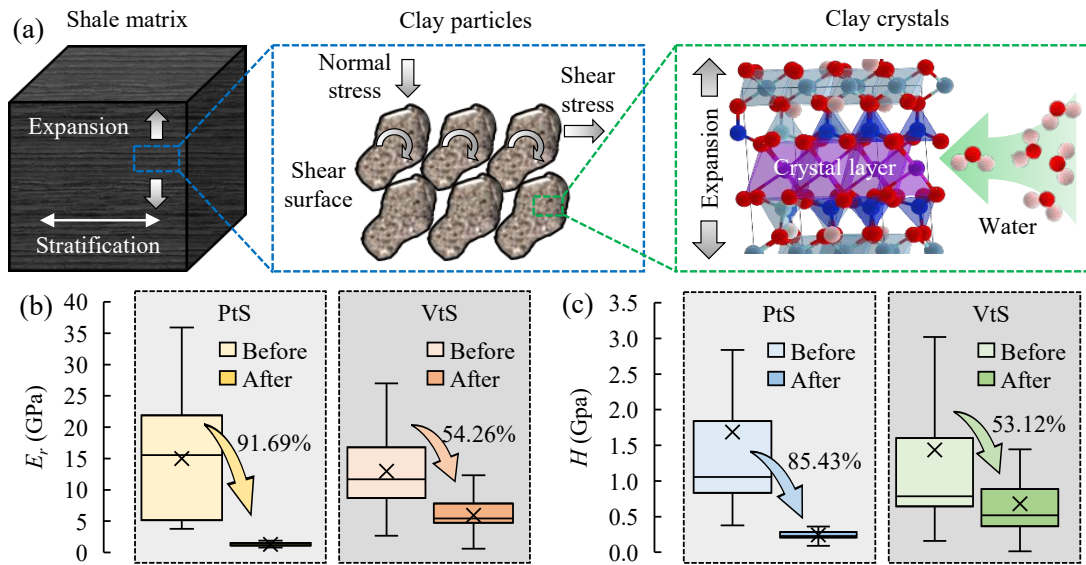 (a)
Shale matrix
Clay particles
Clay crystals
Expansion
Stratification
Normal
stress
Shear
stress
Shear
surface
Expansion
Crystal layer
Water
(b)
40
35
30
25
20
15
10
5
0
E_r (GPa)
PtS
Before
After
91.69%
VtS
Before
After
54.26%
(c)
3.5
3.0
2.5
2.0
1.5
1.0
0.5
0.0
H (Gpa)
PtS
Before
After
85.43%
VtS
Before
After
53.12%